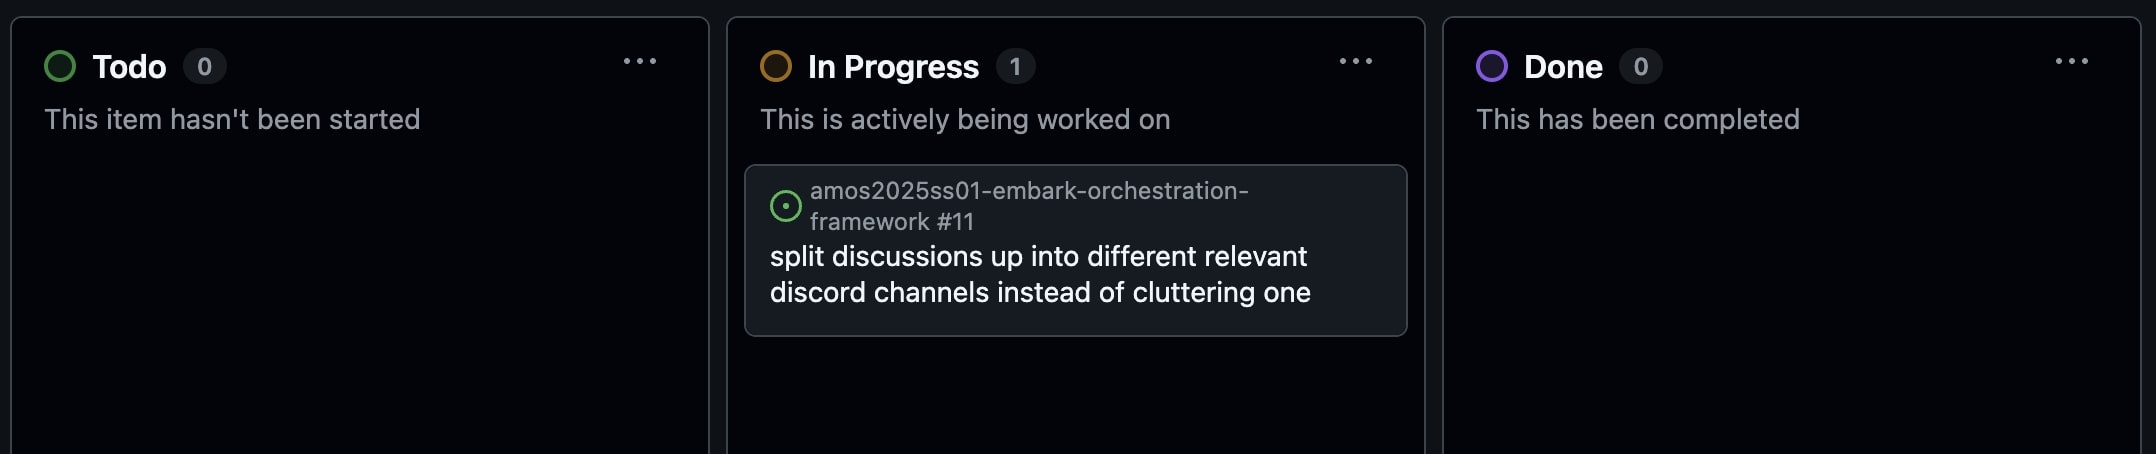 Todo 0
This item hasn't been started
In Progress 1
This is actively being worked on
amos2025ss01-embark-orchestration-
framework #11
split discussions up into different relevant
discord channels instead of cluttering one
Done 0
This has been completed